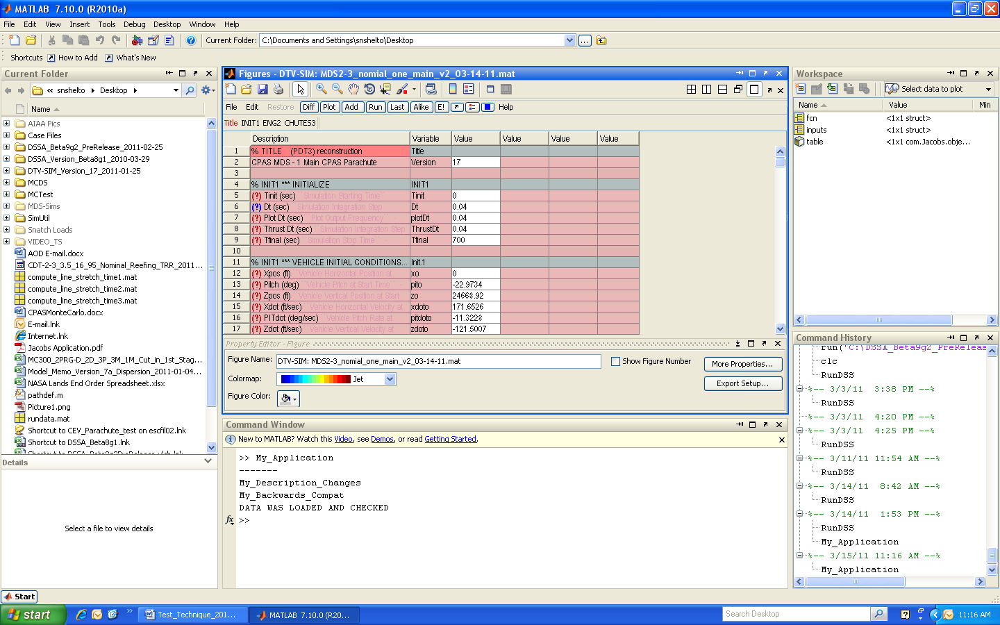 MATLAB 7.10.0 (R2010a)
File Edit View Insert Tools Debug Desktop Window Help
Current Folder: C:\Documents and Settings\snshelto\Desktop
Shortcuts How to Add What's New
Current Folder
« snshelto Desktop
Name
AIAA Pics
Case Files
DSSA_Beta9g2_PreRelease_2011-02-25
DSSA_Version_Beta8g1_2010-03-29
DTV-SIM_Version_17_2011-01-25
MCDS
MCTest
MDS-Sims
SimUtil
Snatch Loads
VIDEO_TS
AOD E-mail.docx
CDT-2-3_3.5_16_95_Nominal_Reefing_TRR_2011...
compute_line_stretch_time1.mat
compute_line_stretch_time2.mat
compute_line_stretch_time3.mat
CPASMonteCarlo.docx
E-mail.lnk
Internet.lnk
Jacobs Application.pdf
MC300_2PRG-D_2D_3P_3M_1M_Cut_in_1st_Stag...
Model_Memo_Version_7a_Dispersion_2011-01-04...
NASA Lands End Order Spreadsheet.xlsx
pathdef.m
Picture1.png
rundata.mat
Shortcut to CEV_Parachute_test on escfil02.lnk
Shortcut to DSSA_Beta8g1.lnk
Details
Select a file to view details
Figures - DTV-SIM: MDS2-3_nomial_one_main_v2_03-14-11.mat
File Edit Restore Diff Plot Add Run Last Alike E! Help
Title INIT1 ENG2 CHUTES3
Description Variable Value Value Value Value
1 % TITLE (PDT3) reconstruction Title
2 CPAS MDS - 1 Main CPAS Parachute Version 17
3
4 % INIT1 *** INITIALIZE INIT1
5 (?) Tinit (sec) ``Simulation Starting Time`` Tinit 0
6 (?) Dt (sec) ``Simulation Integration Step Dt 0.04
7 (?) Plot Dt (sec) ``Plot Output Frequency`` - plotDt 0.04
8 (?) Thrust Dt (sec) ``Simulation Integration Step ThrustDt 0.04
9 (?) Tfinal (sec) ``Simulation Stop Time`` - Tfinal 700
10
11 % INIT1 *** VEHICLE INITIAL CONDITIONS... Init.1
12 (?) Xpos (ft) ``Vehicle Horizontal Position at xo 0
13 (?) Pitch (deg) ``Vehicle Pitch at Start Time`` - pito -22.9734
14 (?) Zpos (ft) ``Vehicle Vertical Position at Start zo 24668.92
15 (?) Xdot (ft/sec) ``Vehicle Horizontal Velocity at xdoto 171.6526
16 (?) PITdot (deg/sec) ``Vehicle Pitch Rate at pitdoto -11.3228
17 (?) Zdot (ft/sec) ``Vehicle Vertical Velocity at zdoto -121.5007
Property Editor - Figure
Figure Name: DTV-SIM: MDS2-3_nomial_one_main_v2_03-14-11.mat Show Figure Number More Properties...
Colormap: Jet Export Setup...
Figure Color:
Command Window
New to MATLAB? Watch this Video, see Demos, or read Getting Started.
>> My_Application
-------
My_Description_Changes
My_Backwards_Compat
DATA WAS LOADED AND CHECKED
fx >>
Workspace
Select data to plot
Name Value Min
fcn <1x1 struct>
inputs <1x1 struct>
table <1x1 com.Jacobs.obje...
Command History
run('C:\DSSA_Beta9g2_PreRelea
clc
RunDSS
%-- 3/3/11 3:38 PM --%
RunDSS
%-- 3/3/11 4:20 PM --%
%-- 3/3/11 4:25 PM --%
RunDSS
%-- 3/11/11 11:54 AM --%
RunDSS
%-- 3/14/11 8:42 AM --%
RunDSS
%-- 3/14/11 1:53 PM --%
RunDSS
My_Application
%-- 3/15/11 11:16 AM --%
My_Application
Start
start Test_Technique_201... MATLAB 7.10.0 (R20... Search Desktop 11:16 AM